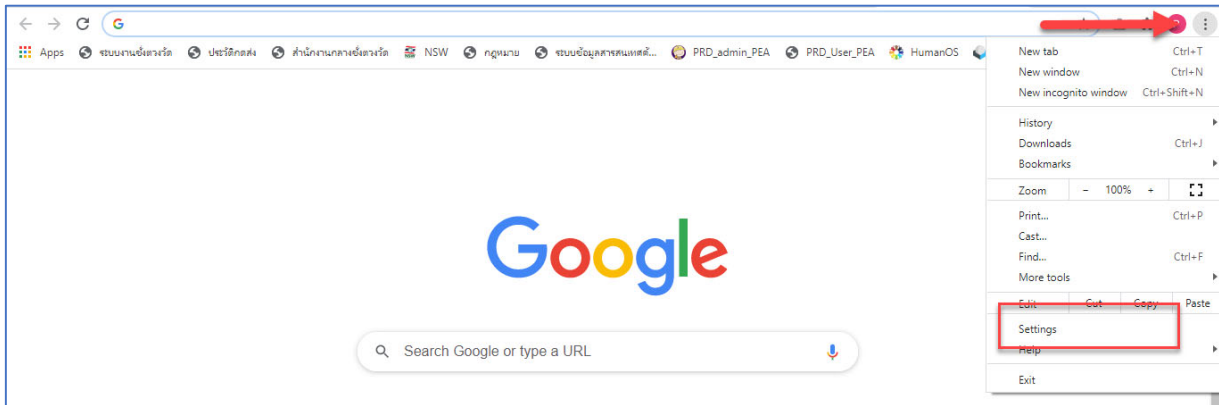 G
Apps ระบบงานชั่งตวงวัด ประวัติกดส่ง สำนักงานกลางชั่งตวงวัด NSW กฎหมาย ระบบข้อมูลสารสนเทศด้... PRD_admin_PEA PRD_User_PEA HumanOS
New tab Ctrl+T
New window Ctrl+N
New incognito window Ctrl+Shift+N
History
Downloads Ctrl+J
Bookmarks
Zoom - 100% +
Print... Ctrl+P
Cast...
Find... Ctrl+F
More tools
Edit Cut Copy Paste
Settings
Help
Exit
Google
Search Google or type a URL